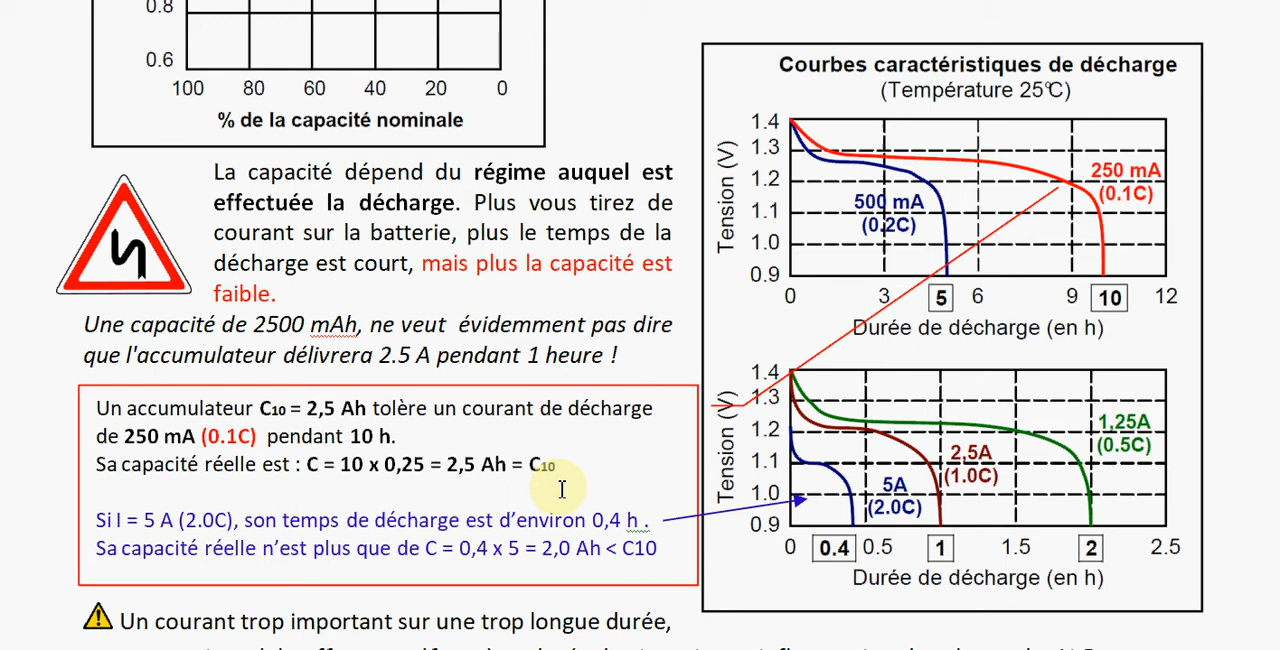 0.8
0.6
100 80 60 40 20 0
% de la capacité nominale
La capacité dépend du régime auquel est
effectuée la décharge. Plus vous tirez de
courant sur la batterie, plus le temps de la
décharge est court, mais plus la capacité est
faible.
Une capacité de 2500 mAh, ne veut évidemment pas dire
que l'accumulateur délivrera 2.5 A pendant 1 heure !
Un accumulateur C10 = 2,5 Ah tolère un courant de décharge
de 250 mA (0.1C) pendant 10 h.
Sa capacité réelle est : C = 10 x 0,25 = 2,5 Ah = C10
Si I = 5 A (2.0C), son temps de décharge est d’environ 0,4 h .
Sa capacité réelle n’est plus que de C = 0,4 x 5 = 2,0 Ah < C10
Un courant trop important sur une trop longue durée,
Courbes caractéristiques de décharge
(Température 25°C)
Tension (V)
1.4
1.3
1.2
1.1
1.0
0.9
250 mA
(0.1C)
500 mA
(0.2C)
0 3 5 6 9 10 12
Durée de décharge (en h)
Tension (V)
1.4
1.3
1.2
1.1
1.0
0.9
1,25A
(0.5C)
2,5A
(1.0C)
5A
(2.0C)
0 0.4 0.5 1 1.5 2 2.5
Durée de décharge (en h)